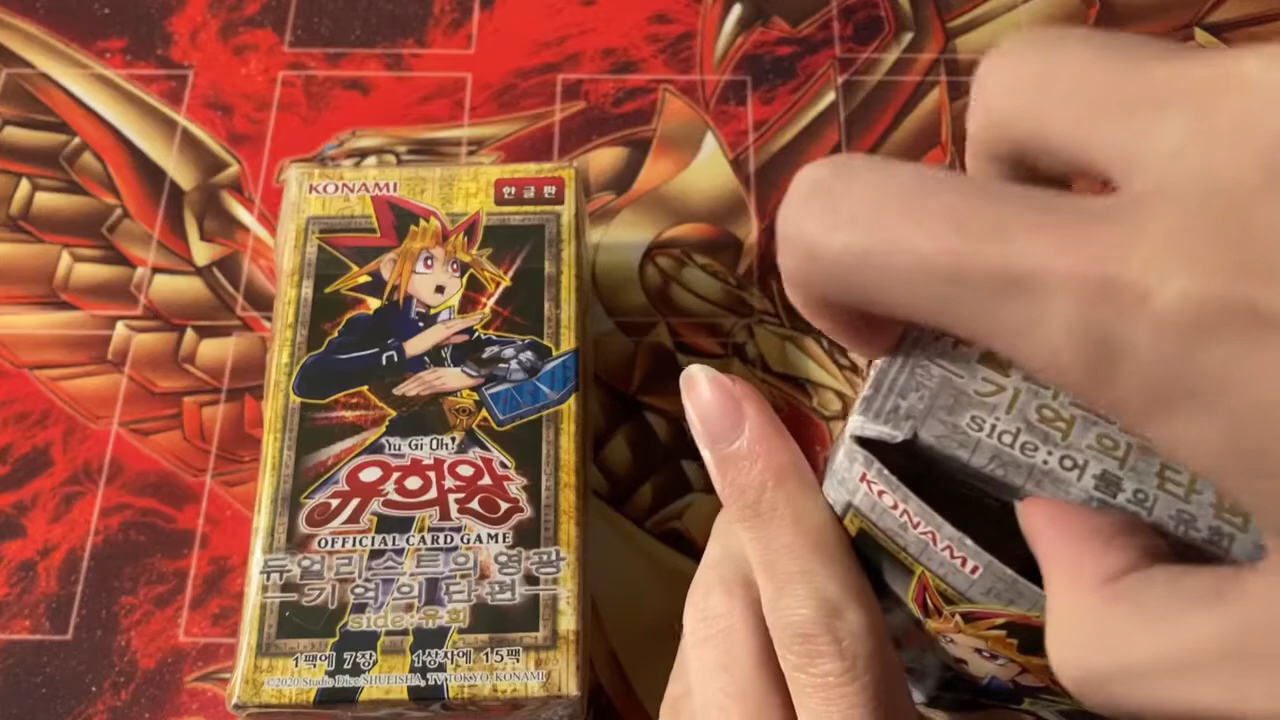 KONAMI
한글판
Yu-Gi-Oh!
유희왕
OFFICIAL CARD GAME
듀얼리스트의 영광
—기억의 단편—
side:유희
1팩에 7장 1상자에 15팩
©2020 Studio Dice/SHUEISHA, TV TOKYO, KONAMI
—기억의 단
side:어둠의 유희
KONAMI